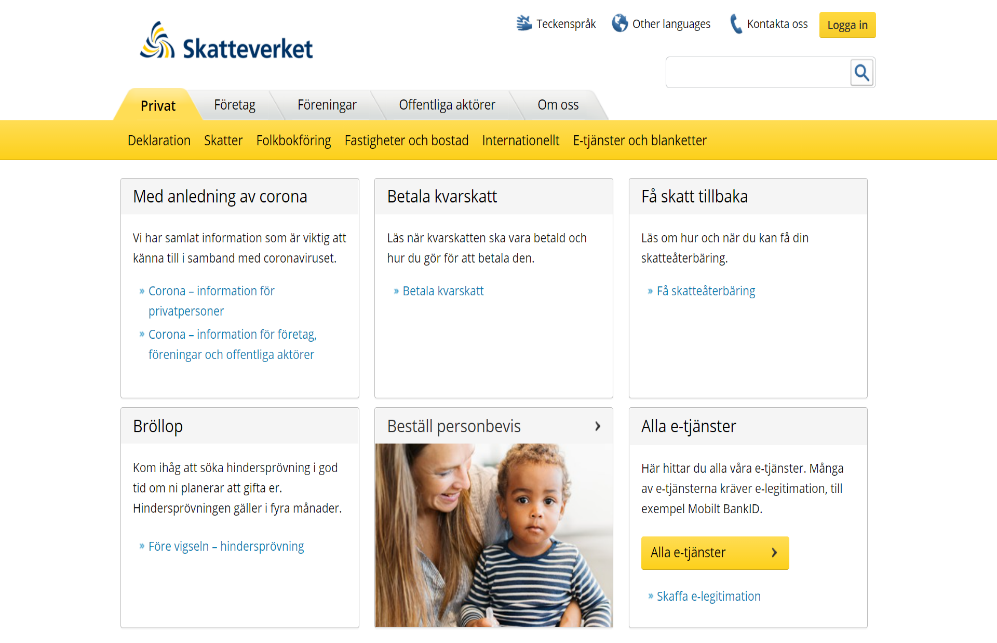 Teckenspråk
Other languages
Kontakta oss
Logga in
Skatteverket
Privat
Företag
Föreningar
Offentliga aktörer
Om oss
Deklaration
Skatter
Folkbokföring
Fastigheter och bostad
Internationellt
E-tjänster och blanketter
Med anledning av corona
Vi har samlat information som är viktig att
känna till i samband med coronaviruset.
» Corona – information för
privatpersoner
» Corona – information för företag,
föreningar och offentliga aktörer
Betala kvarskatt
Läs när kvarskatten ska vara betald och
hur du gör för att betala den.
» Betala kvarskatt
Få skatt tillbaka
Läs om hur och när du kan få din
skatteåterbäring.
» Få skatteåterbäring
Bröllop
Kom ihåg att söka hindersprövning i god
tid om ni planerar att gifta er.
Hindersprövningen gäller i fyra månader.
» Före vigseln – hindersprövning
Beställ personbevis
Alla e-tjänster
Här hittar du alla våra e-tjänster. Många
av e-tjänsterna kräver e-legitimation, till
exempel Mobilt BankID.
Alla e-tjänster
» Skaffa e-legitimation